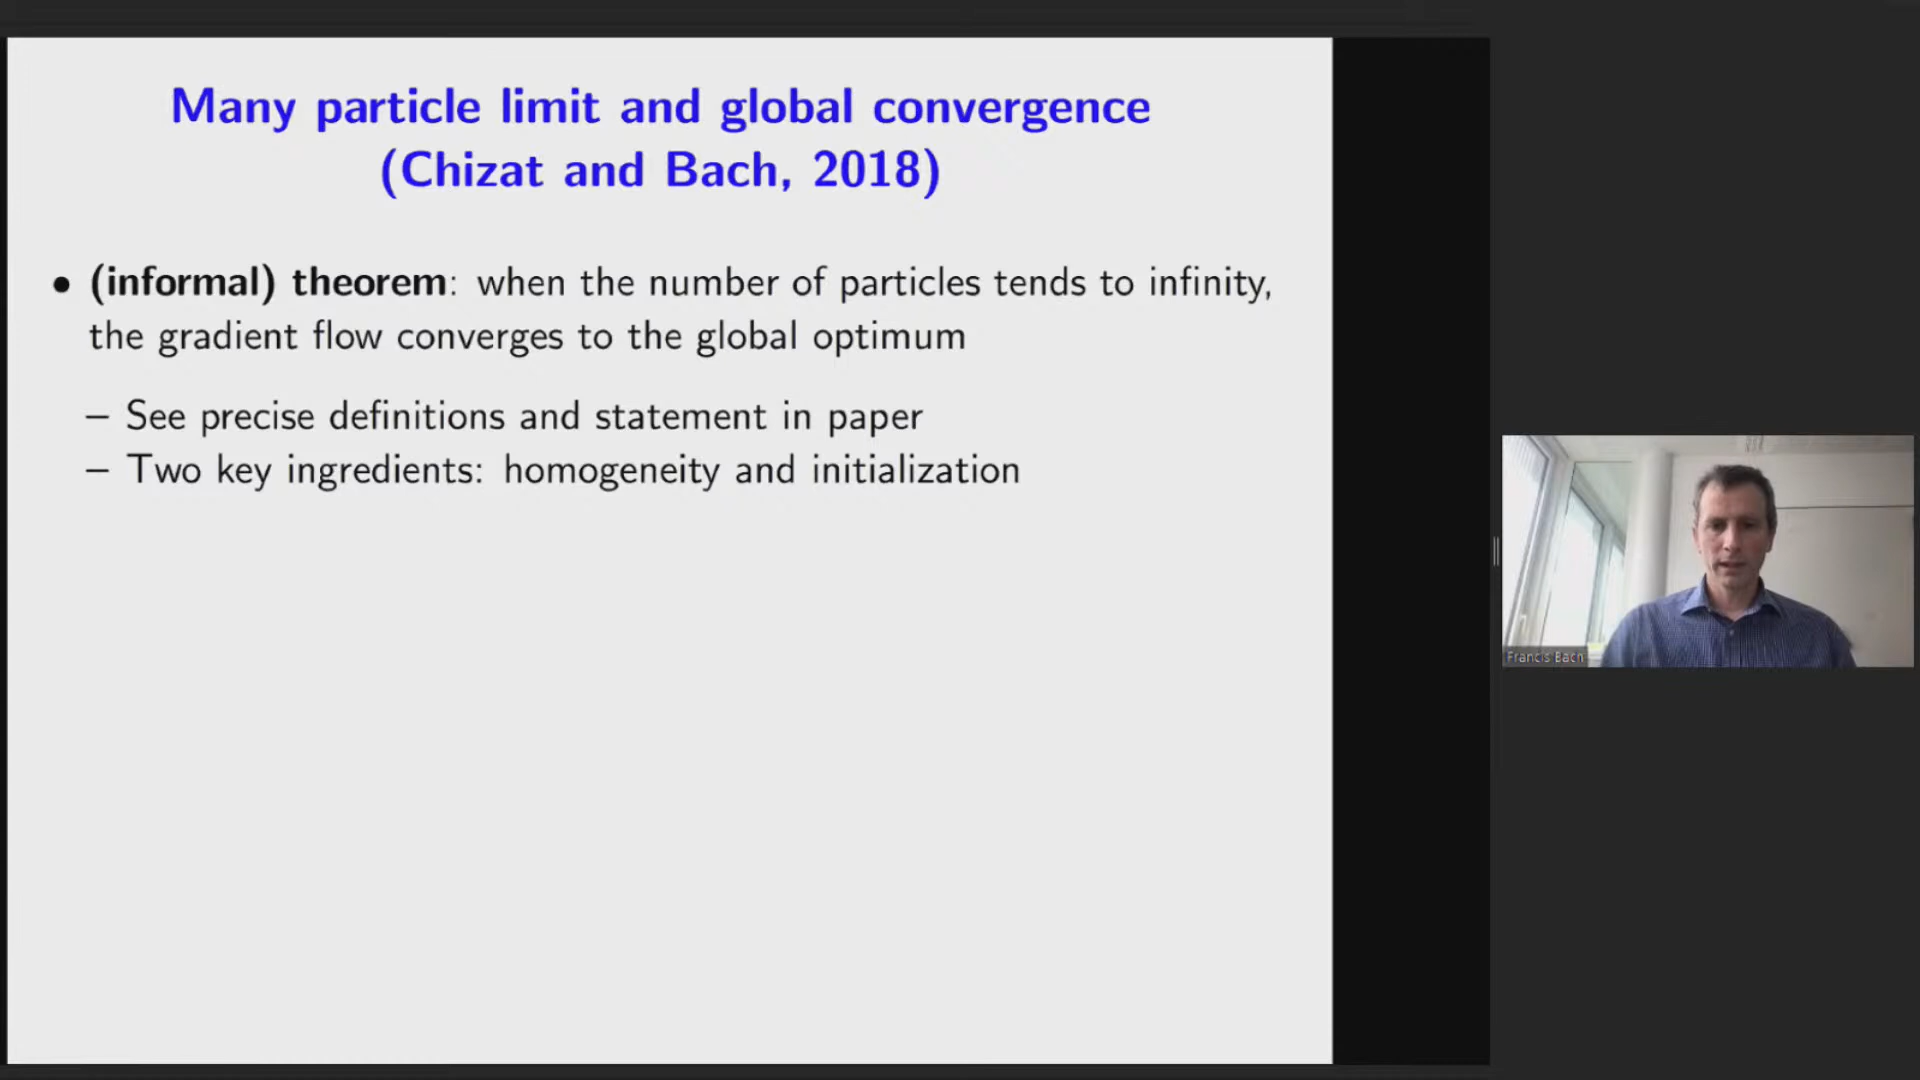 Many particle limit and global convergence
(Chizat and Bach, 2018)
• (informal) theorem: when the number of particles tends to infinity,
the gradient flow converges to the global optimum
– See precise definitions and statement in paper
– Two key ingredients: homogeneity and initialization
Francis Bach